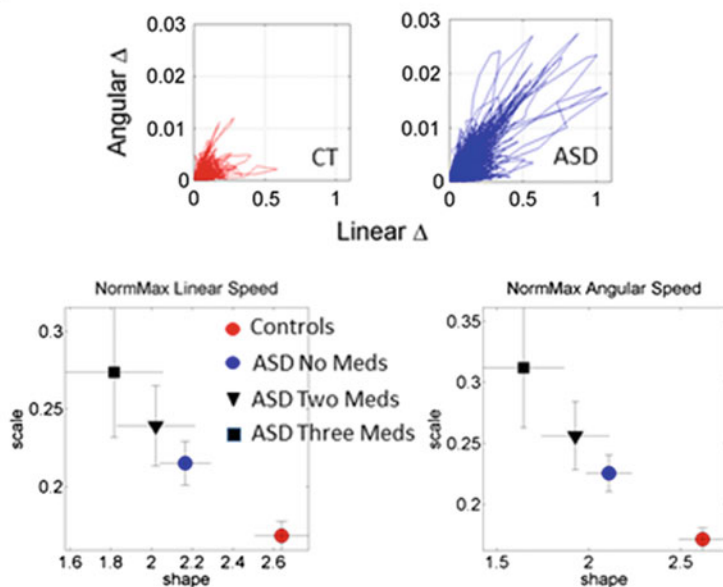 0.03
0.03
0.02
0.02
0.01
0.01
0
0
0
0.5
1
0
0.5
1
Angular Δ
CT
ASD
Linear Δ
NormMax Linear Speed
0.3
0.25
0.2
scale
1.6
1.8
2
2.2
2.4
2.6
shape
Controls
ASD No Meds
ASD Two Meds
ASD Three Meds
NormMax Angular Speed
0.35
0.3
0.25
0.2
scale
1.5
2
2.5
shape